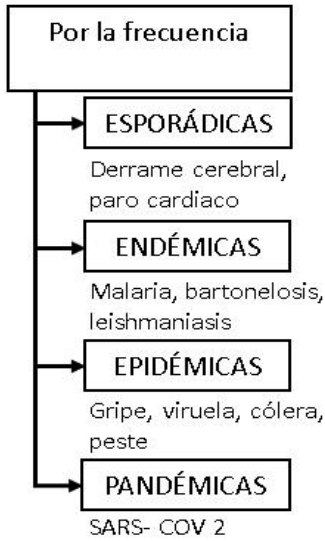 Por la frecuencia
ESPORÁDICAS
Derrame cerebral,
paro cardiaco
ENDÉMICAS
Malaria, bartonelosis,
leishmaniasis
EPIDÉMICAS
Gripe, viruela, cólera,
peste
PANDÉMICAS
SARS- COV 2